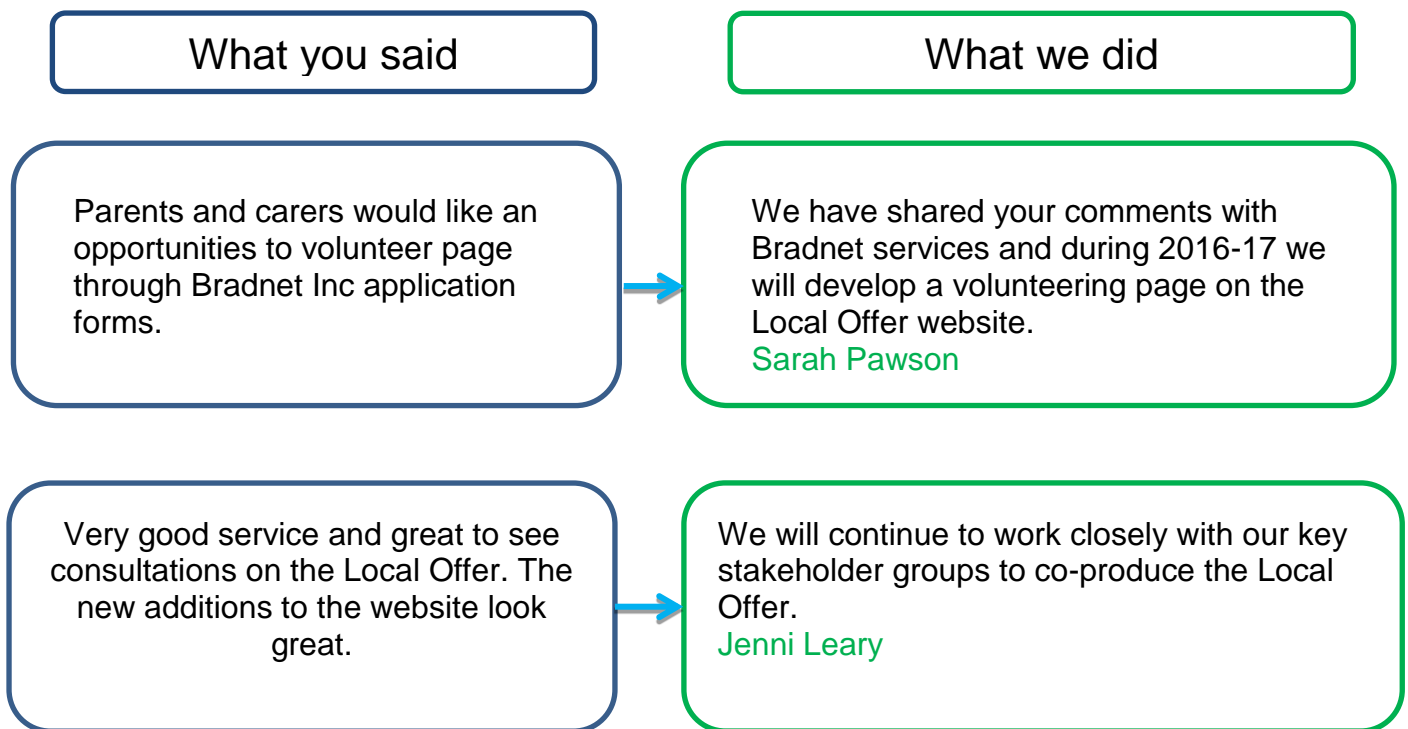 What you said
What we did
Parents and carers would like an
opportunities to volunteer page
through Bradnet Inc application
forms.
We have shared your comments with
Bradnet services and during 2016-17 we
will develop a volunteering page on the
Local Offer website.
Sarah Pawson
Very good service and great to see
consultations on the Local Offer. The
new additions to the website look
great.
We will continue to work closely with our key
stakeholder groups to co-produce the Local
Offer.
Jenni Leary